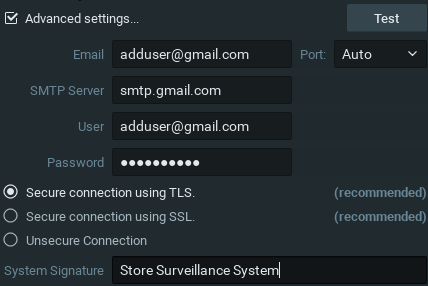 Advanced settings... Test
Email adduser@gmail.com Port: Auto
SMTP Server smtp.gmail.com
User adduser@gmail.com
Password ●●●●●●●●●●
Secure connection using TLS. (recommended)
Secure connection using SSL. (recommended)
Unsecure Connection
System Signature Store Surveillance System